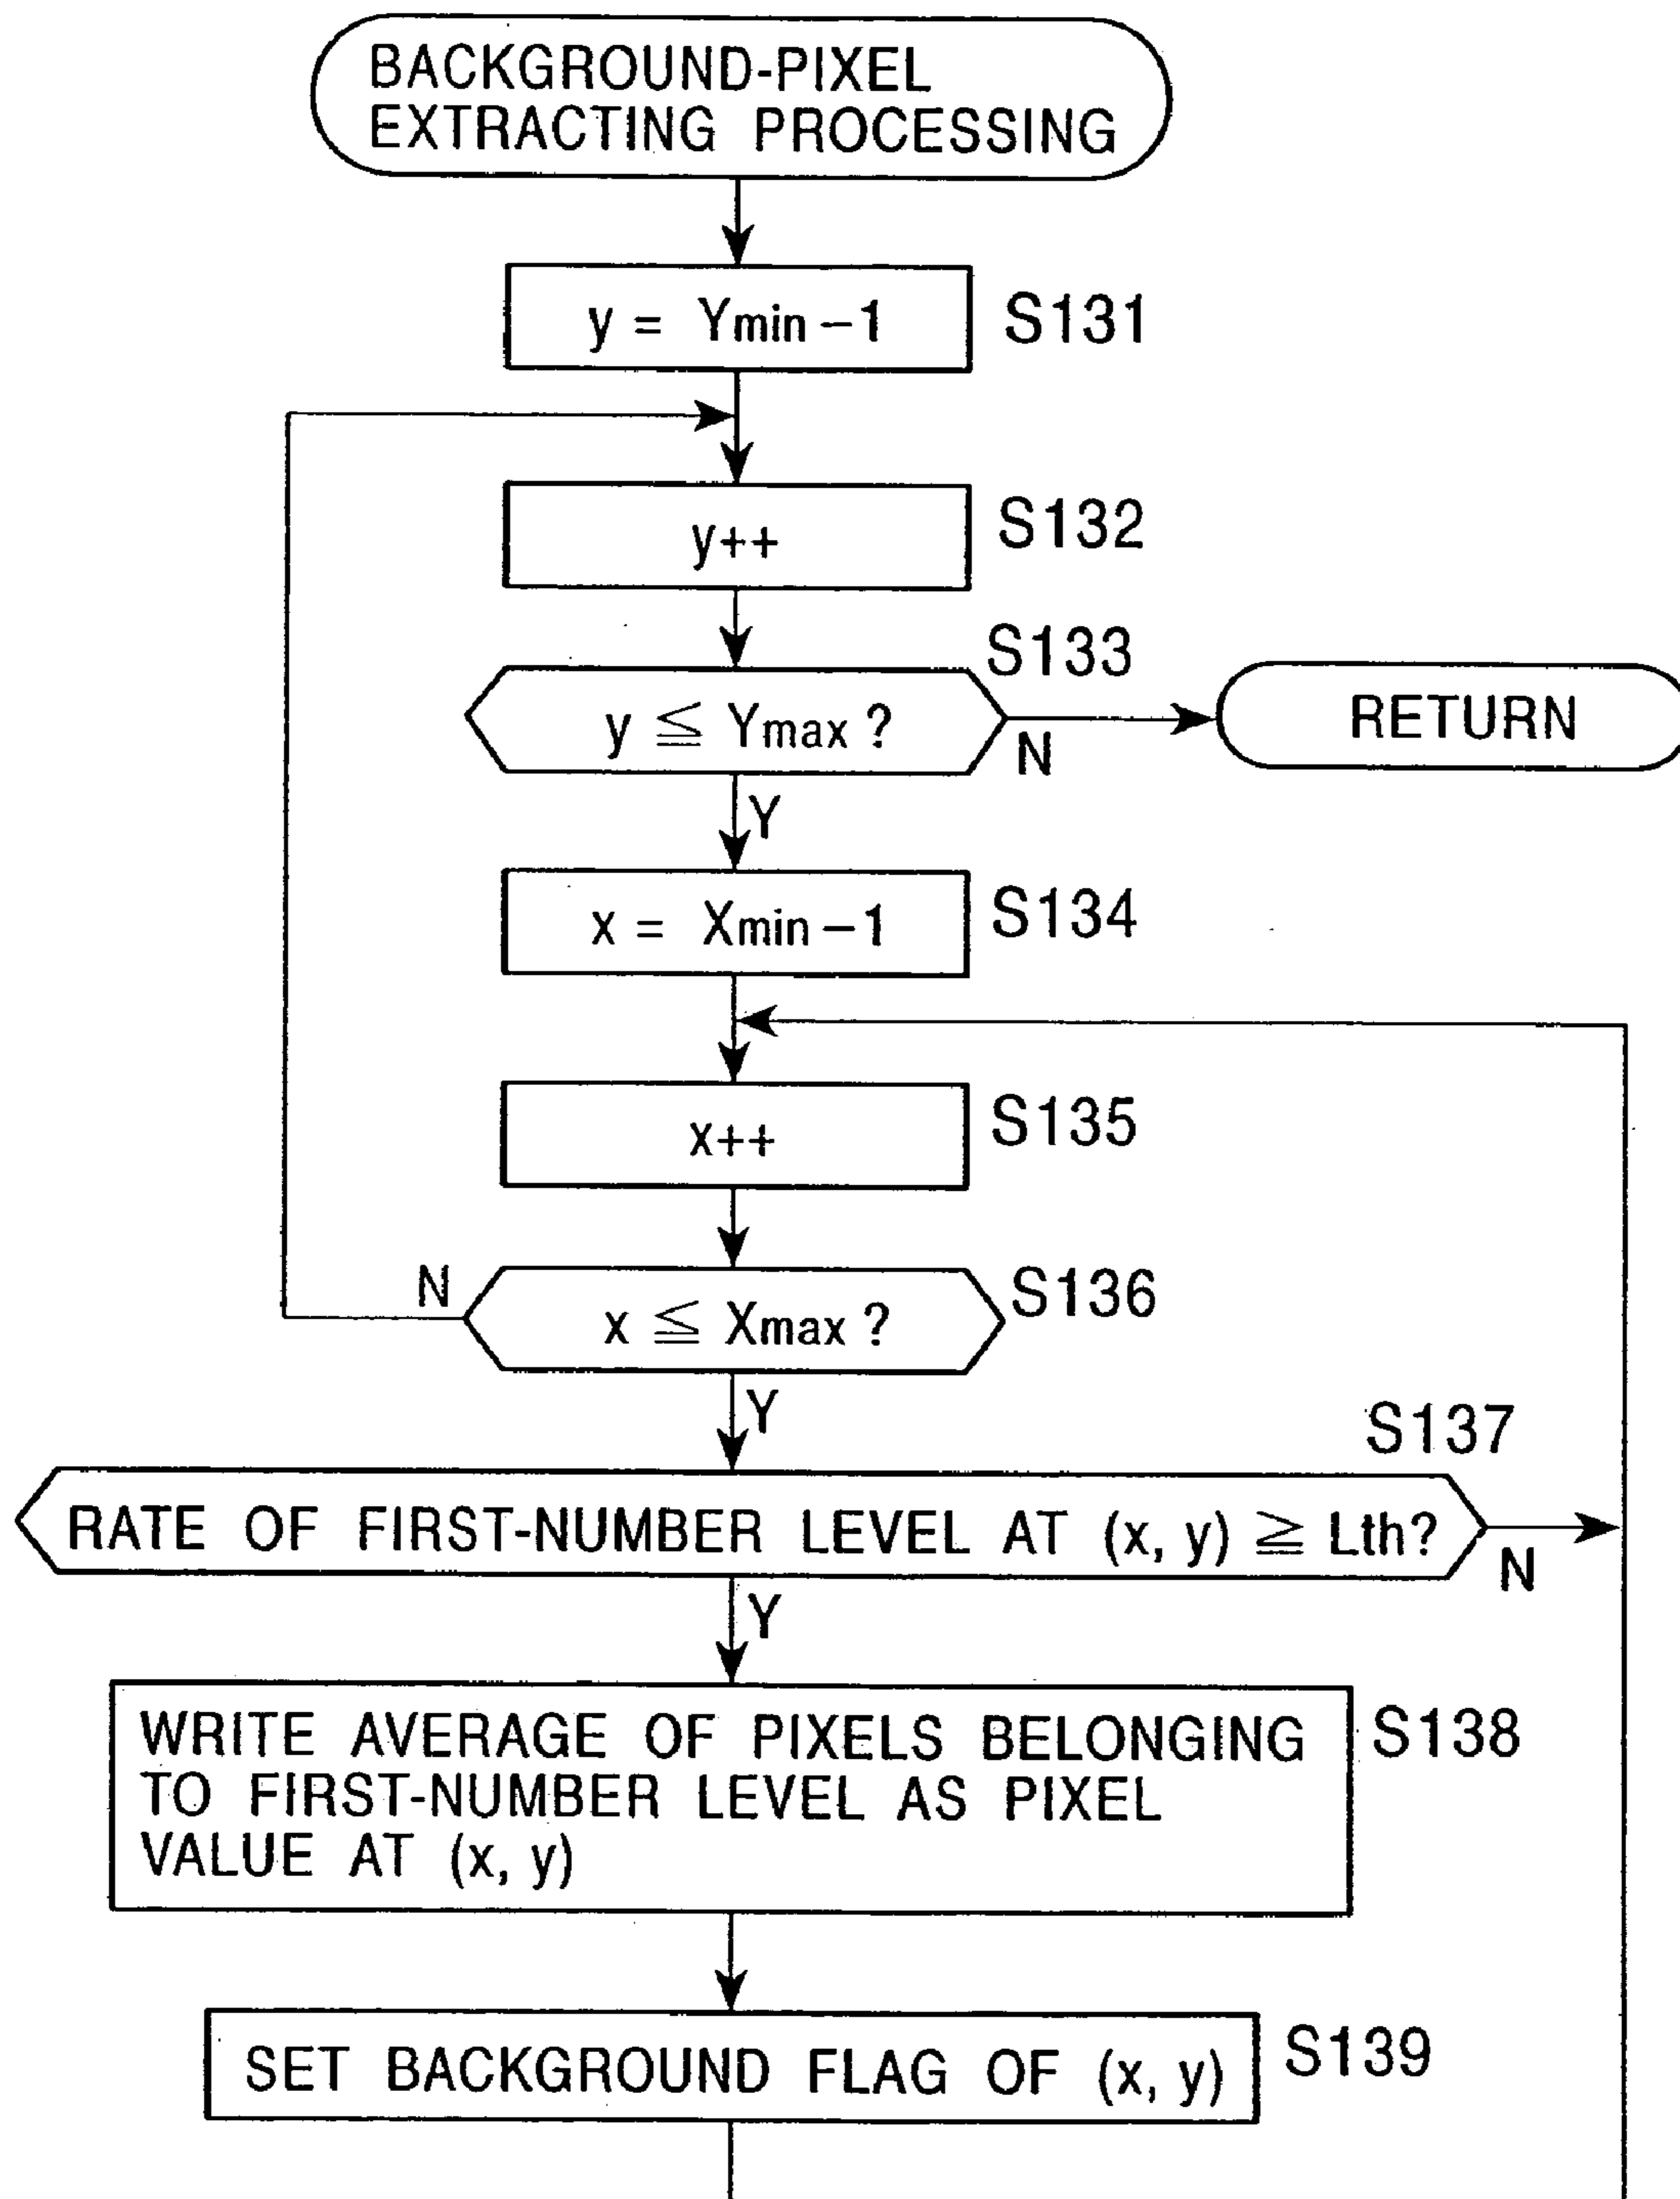 BACKGROUND-PIXEL
EXTRACTING PROCESSING
y = Ymin -1
S131
y++
S132
S133
y ≦ Ymax ?
N
RETURN
Y
x = Xmin -1
S134
x++
S135
N
x ≦ Xmax ?
S136
Y
S137
RATE OF FIRST-NUMBER LEVEL AT (x, y) ≧ Lth?
N
Y
WRITE AVERAGE OF PIXELS BELONGING
TO FIRST-NUMBER LEVEL AS PIXEL
VALUE AT (x, y)
S138
SET BACKGROUND FLAG OF (x, y)
S139